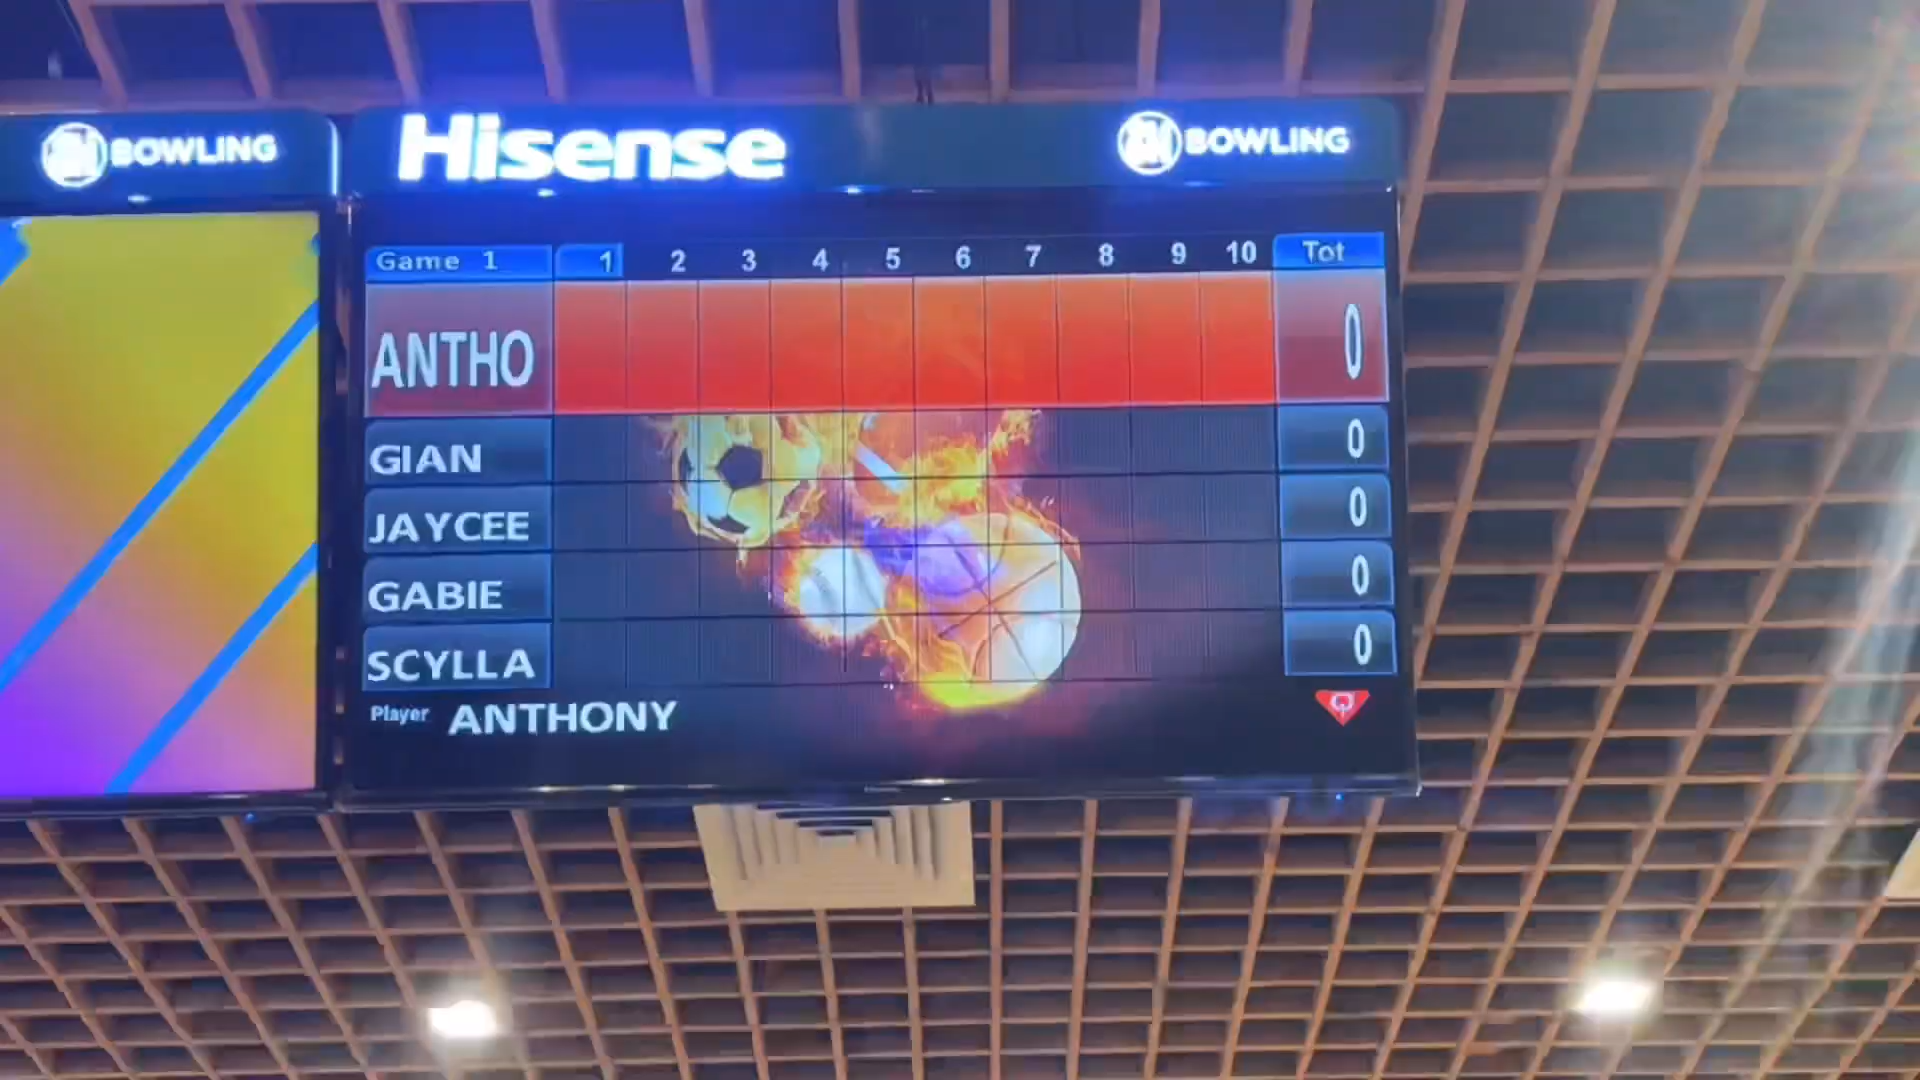 BOWLING
Hisense
BOWLING
Game 1 1 2 3 4 5 6 7 8 9 10 Tot
ANTHO 0
GIAN 0
JAYCEE 0
GABIE 0
SCYLLA 0
Player ANTHONY